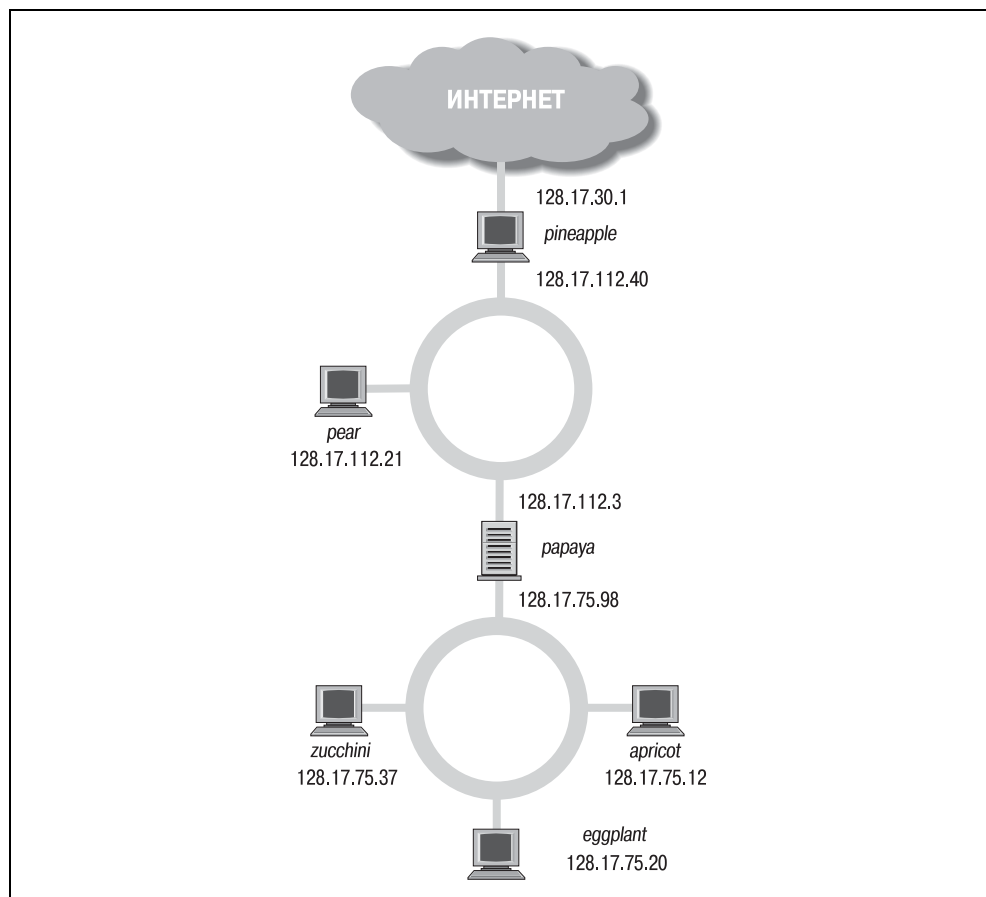 ИНТЕРНЕТ
128.17.30.1
pineapple
128.17.112.40
pear
128.17.112.21
128.17.112.3
papaya
128.17.75.98
zucchini
128.17.75.37
apricot
128.17.75.12
eggplant
128.17.75.20